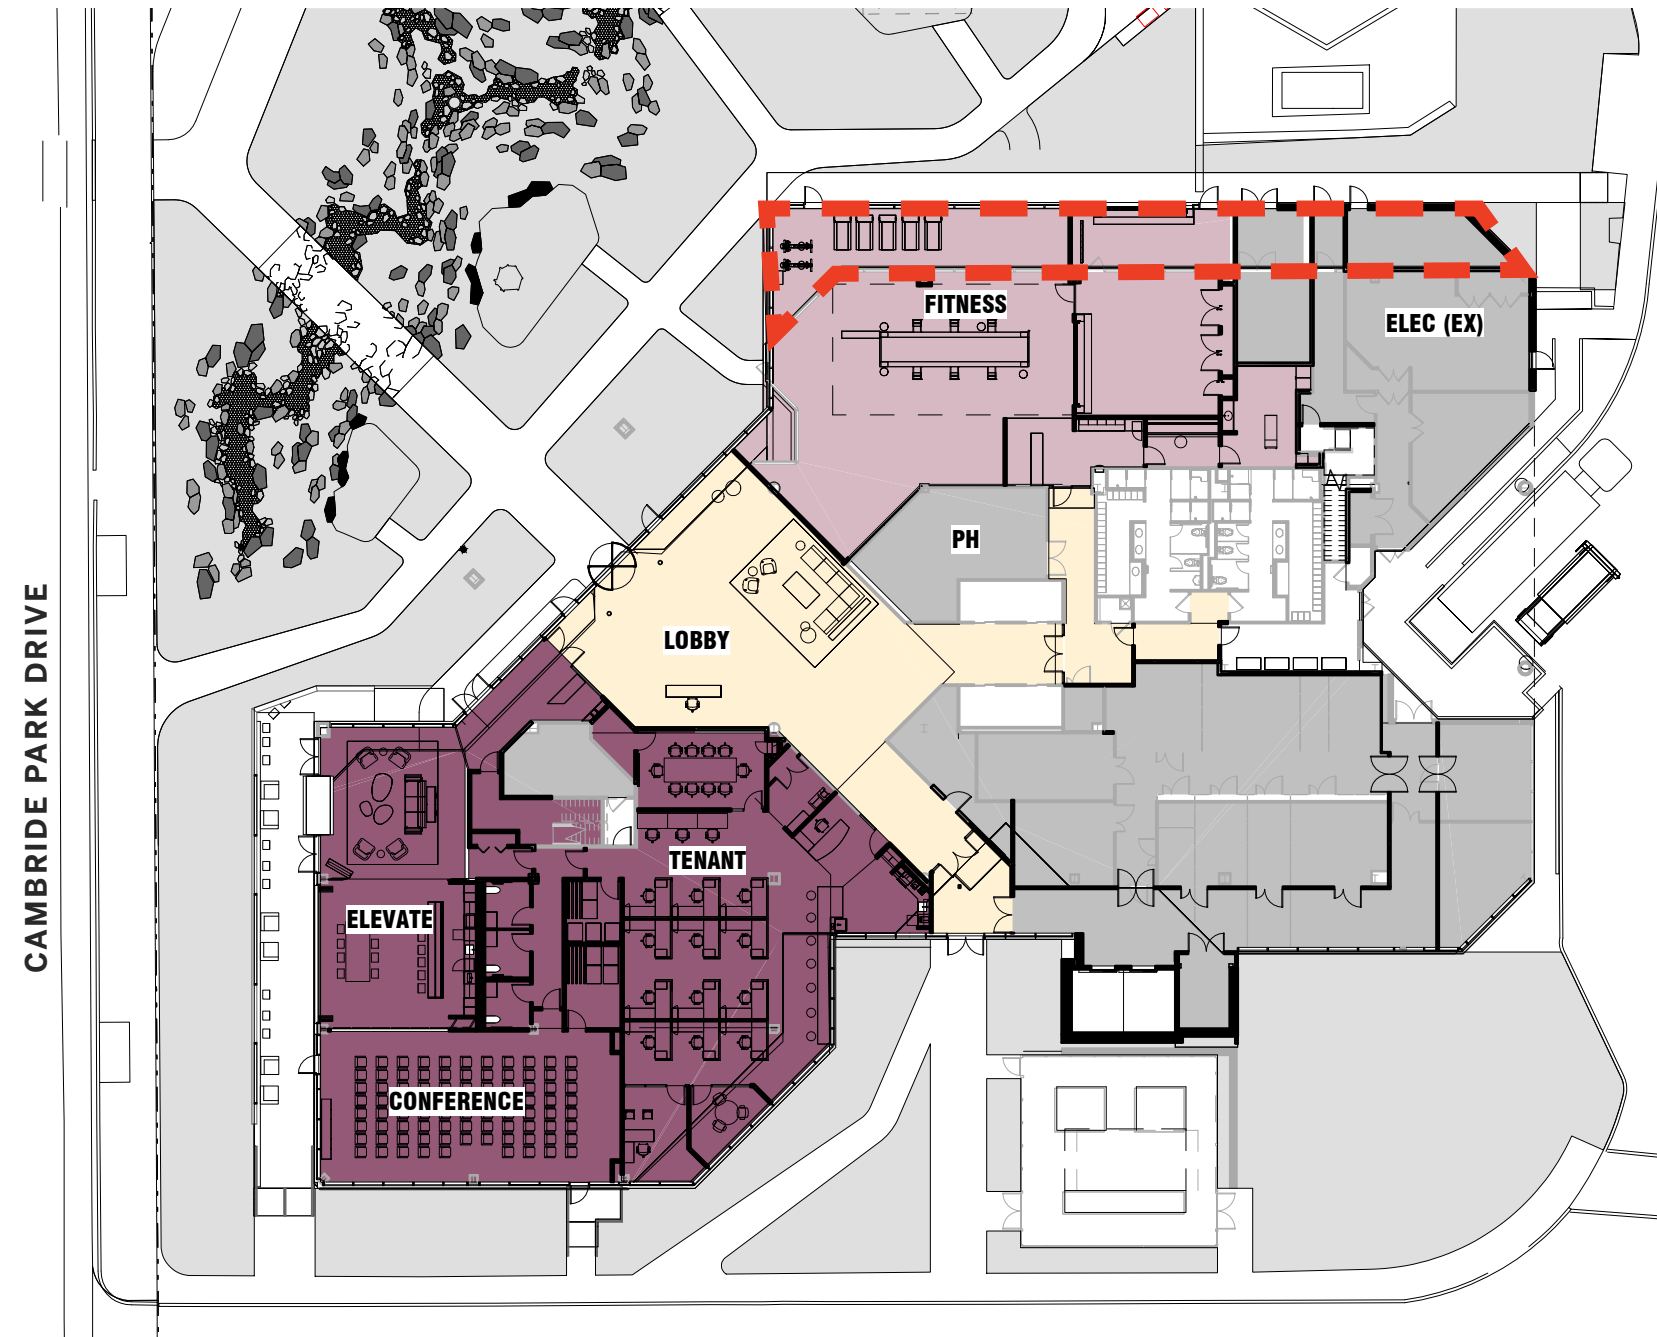 FITNESS
ELEC (EX)
PH
LOBBY
TENANT
ELEVATE
CONFERENCE
CAMBRIDE PARK DRIVE